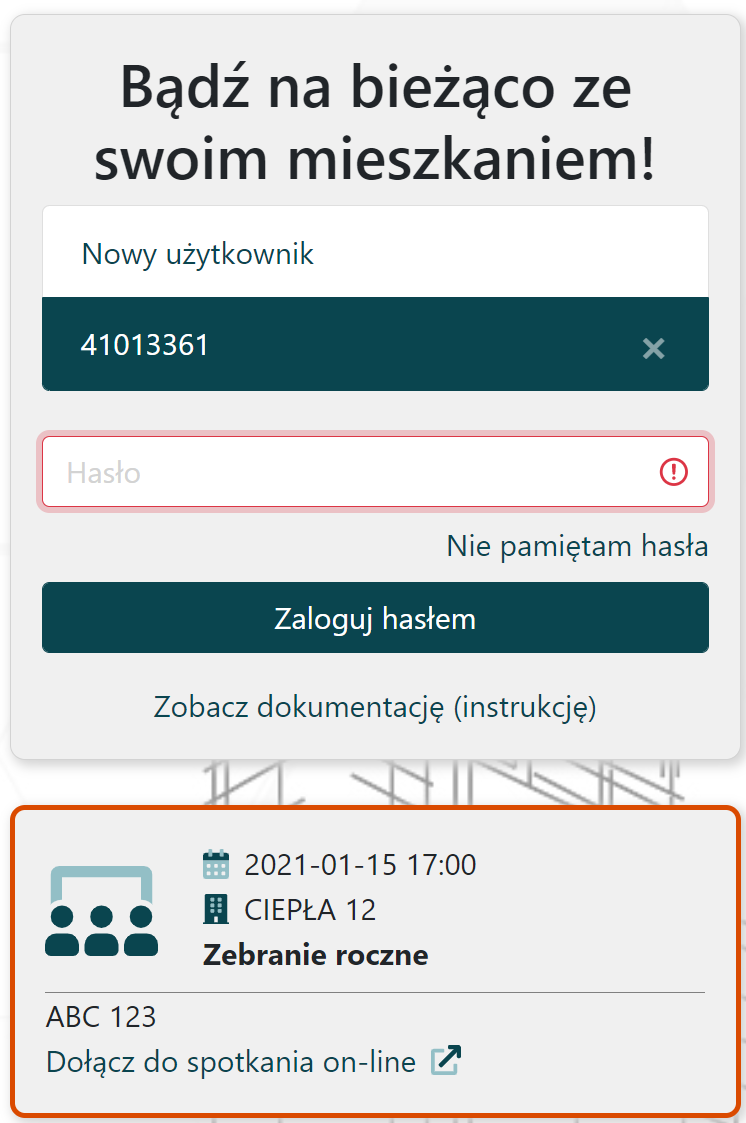 Bądź na bieżąco ze
swoim mieszkaniem!
Nowy użytkownik
41013361
Hasło
Nie pamiętam hasła
Zaloguj hasłem
Zobacz dokumentację (instrukcję)
2021-01-15 17:00
CIEPŁA 12
Zebranie roczne
ABC 123
Dołącz do spotkania on-line